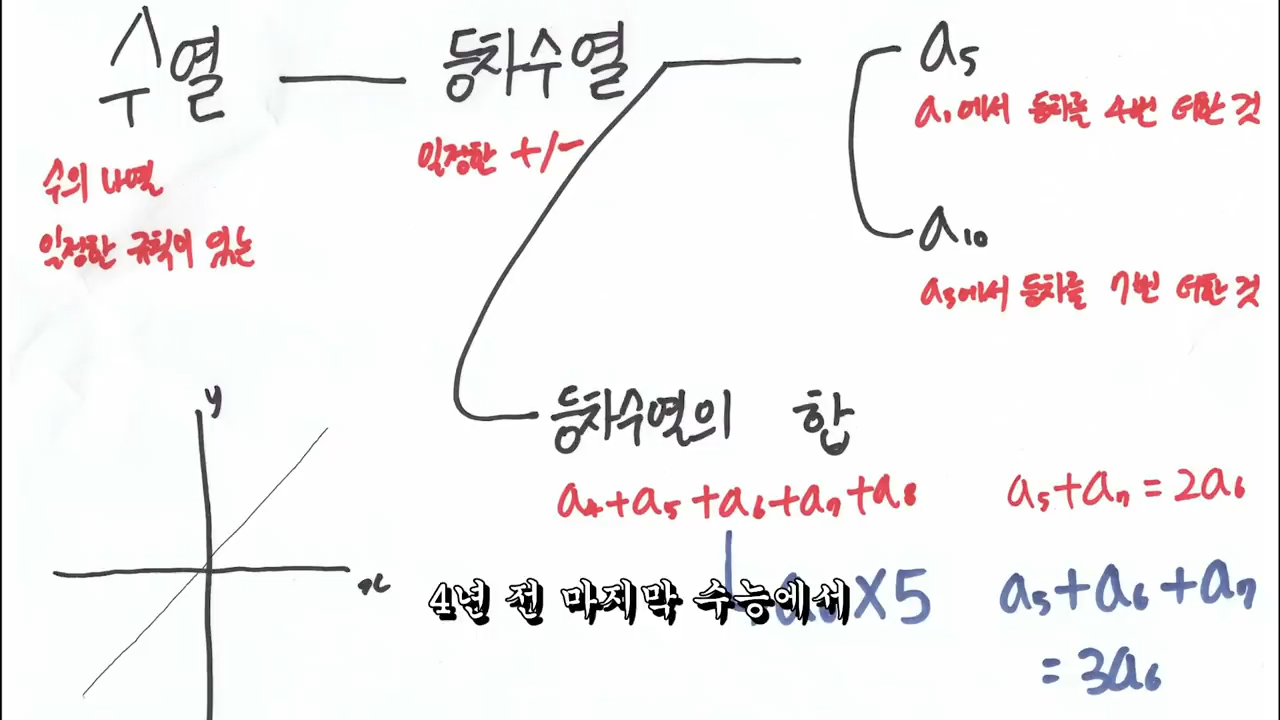 수열
수의 나열
일정한 규칙이 있는
등차수열
일정한 +/-
a₅
a₁에서 등차를 4번 더한 것
a₁₀
a₃에서 등차를 7번 더한 것
등차수열의 합
a₄+a₅+a₆+a₇+a₈
×5
a₅+a₇=2a₆
a₅+a₆+a₇
=3a₆
y
x
4년 전 마지막 수능에서